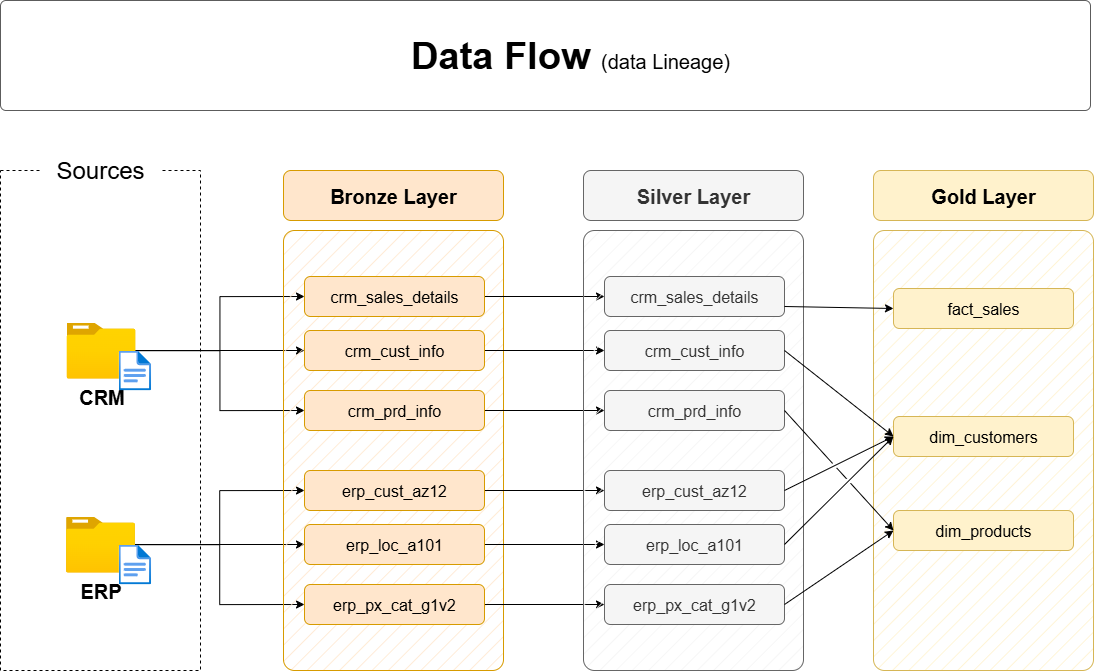 Data Flow (data Lineage)
Sources
Bronze Layer
Silver Layer
Gold Layer
crm_sales_details
crm_sales_details
fact_sales
crm_cust_info
crm_cust_info
CRM
crm_prd_info
crm_prd_info
dim_customers
erp_cust_az12
erp_cust_az12
dim_products
erp_loc_a101
erp_loc_a101
ERP
erp_px_cat_g1v2
erp_px_cat_g1v2